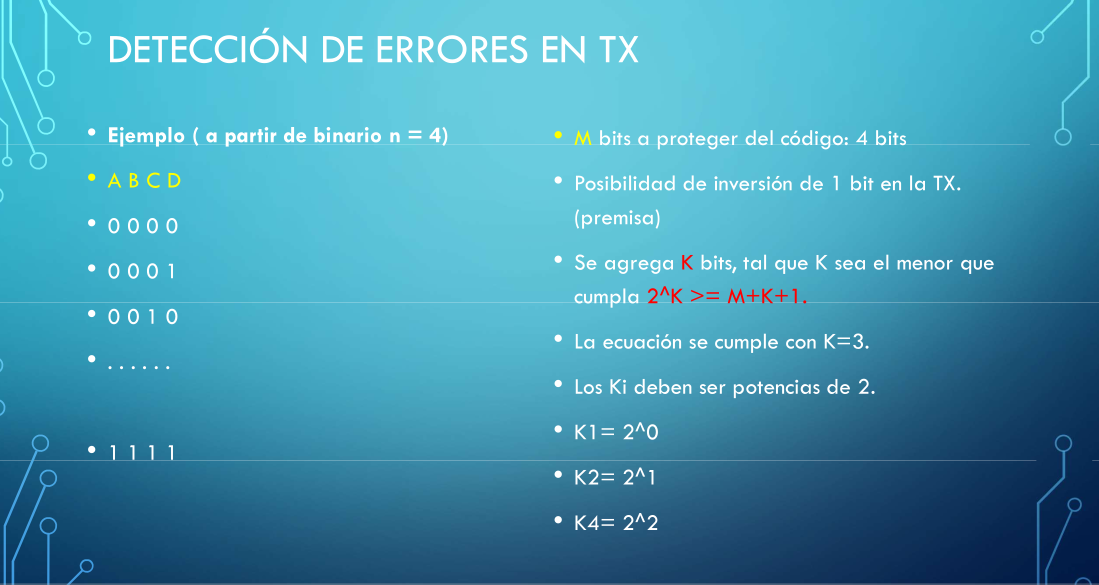 DETECCIÓN DE ERRORES EN TX
• Ejemplo ( a partir de binario n = 4)
• A B C D
• 0 0 0 0
• 0 0 0 1
• 0 0 1 0
• . . . . . .
• 1 1 1 1
• M bits a proteger del código: 4 bits
• Posibilidad de inversión de 1 bit en la TX.
(premisa)
• Se agrega K bits, tal que K sea el menor que
cumpla 2^K >= M+K+1.
• La ecuación se cumple con K=3.
• Los Ki deben ser potencias de 2.
• K1= 2^0
• K2= 2^1
• K4= 2^2